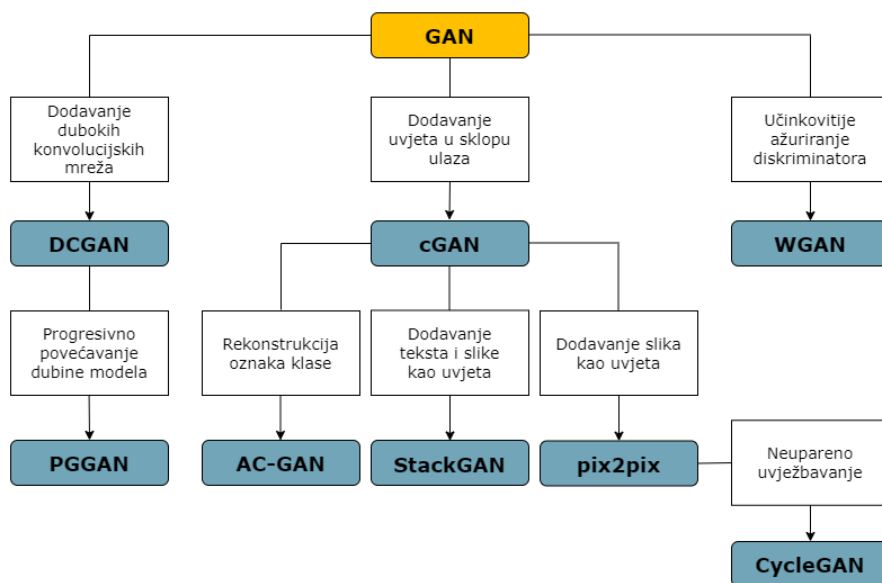 GAN
Dodavanje
dubokih
konvolucijskih
mreža
Dodavanje
uvjeta u sklopu
ulaza
Učinkovitije
ažuriranje
diskriminatora
DCGAN
cGAN
WGAN
Progresivno
povećavanje
dubine modela
Rekonstrukcija
oznaka klase
Dodavanje
teksta i slike
kao uvjeta
Dodavanje slika
kao uvjeta
PGGAN
AC-GAN
StackGAN
pix2pix
Neupareno
uvježbavanje
CycleGAN